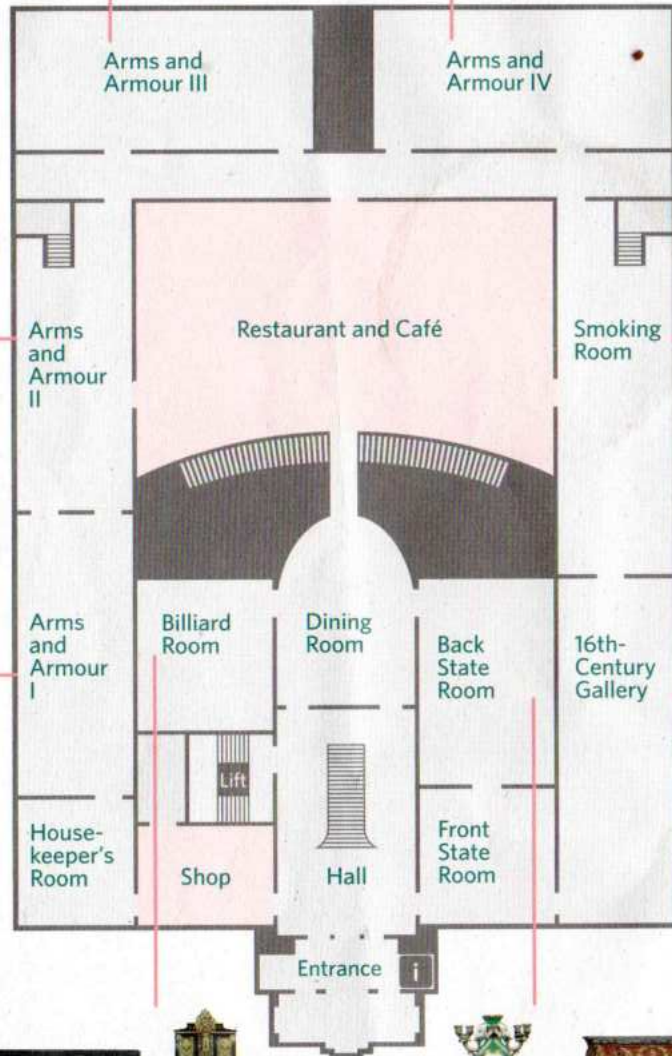 Arms and
Armour III
Arms and
Armour IV
Arms
and
Armour
II
Restaurant and Café
Smoking
Room
Arms
and
Armour
I
Billiard
Room
Dining
Room
Back
State
Room
16th-
Century
Gallery
Lift
House-
keeper's
Room
Shop
Hall
Front
State
Room
Entrance
i